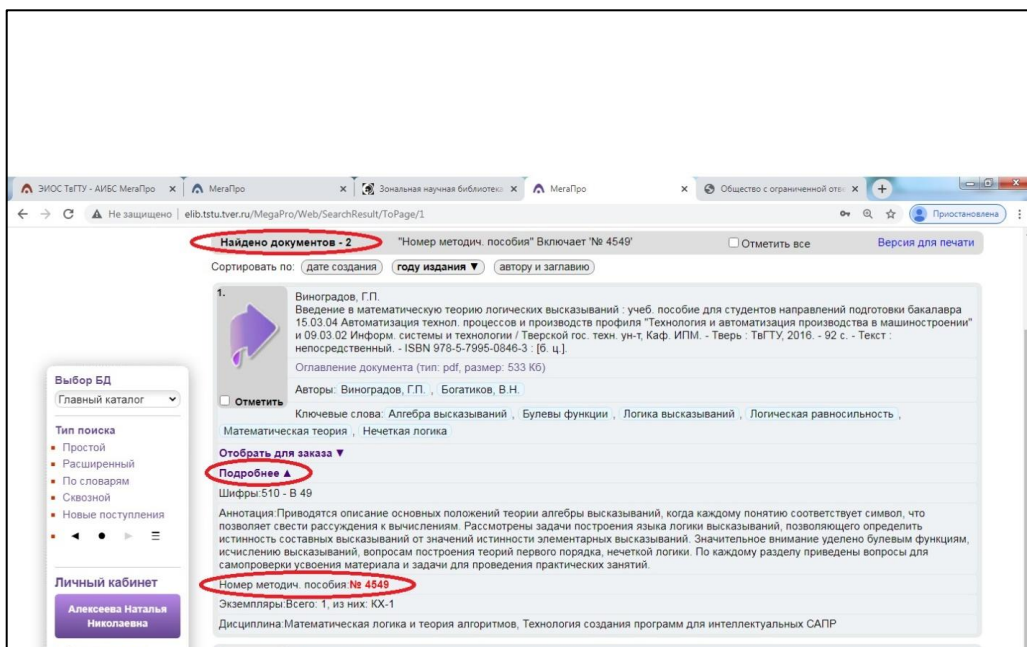 ЭИОС ТвГТУ - АИБС МегаПро
МегаПро
Зональная научная библиотека
МегаПро
Общество с ограниченной отв
Не защищено
elib.tstu.tver.ru/MegaPro/Web/SearchResult/ToPage/1
Приостановлена
Найдено документов - 2
"Номер методич. пособия" Включает '№ 4549'
Отметить все
Версия для печати
Сортировать по: дате создания году издания ▼ автору и заглавию
1.
Отметить
Виноградов, Г.П.
Введение в математическую теорию логических высказываний : учеб. пособие для студентов направлений подготовки бакалавра
15.03.04 Автоматизация технол. процессов и производств профиля "Технология и автоматизация производства в машиностроении"
и 09.03.02 Информ. системы и технологии / Тверской гос. техн. ун-т, Каф. ИПМ. - Тверь : ТвГТУ, 2016. - 92 с. - Текст :
непосредственный. - ISBN 978-5-7995-0846-3 : [б. ц.].
Оглавление документа (тип: pdf, размер: 533 Кб)
Авторы: Виноградов, Г.П. , Богатиков, В.Н.
Ключевые слова: Алгебра высказываний , Булевы функции , Логика высказываний , Логическая равносильность ,
Математическая теория , Нечеткая логика
Отобрать для заказа ▼
Подробнее ▲
Шифры:510 - В 49
Аннотация:Приводятся описание основных положений теории алгебры высказываний, когда каждому понятию соответствует символ, что
позволяет свести рассуждения к вычислениям. Рассмотрены задачи построения языка логики высказываний, позволяющего определить
истинность составных высказываний от значений истинности элементарных высказываний. Значительное внимание уделено булевым функциям,
исчислению высказываний, вопросам построения теорий первого порядка, нечеткой логики. По каждому разделу приведены вопросы для
самопроверки усвоения материала и задачи для проведения практических занятий.
Номер методич. пособия:№ 4549
Экземпляры:Всего: 1, из них: КХ-1
Дисциплина:Математическая логика и теория алгоритмов, Технология создания программ для интеллектуальных САПР
Выбор БД
Главный каталог
Тип поиска
Простой
Расширенный
По словарям
Сквозной
Новые поступления
Личный кабинет
Алексеева Наталья
Николаевна